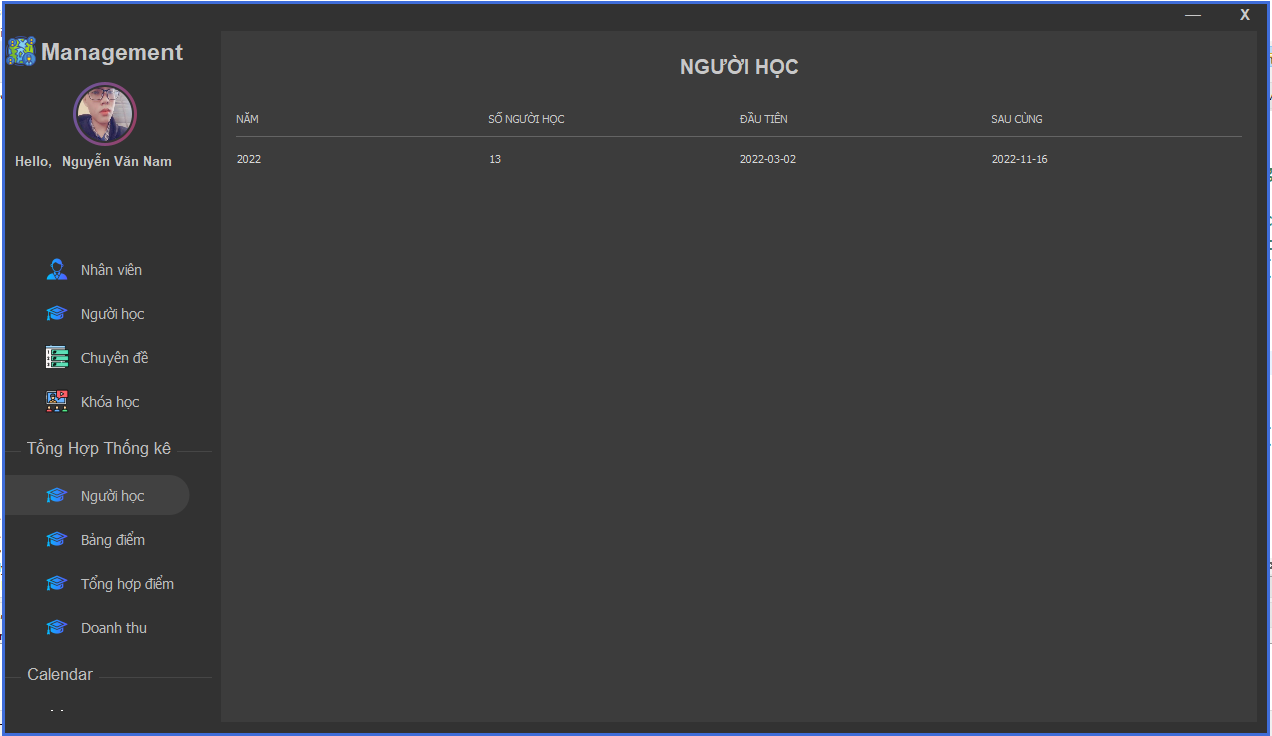 — X
Management
Hello, Nguyễn Văn Nam
Nhân viên
Người học
Chuyên đề
Khóa học
Tổng Hợp Thống kê
Người học
Bảng điểm
Tổng hợp điểm
Doanh thu
Calendar
NGƯỜI HỌC
NĂM SỐ NGƯỜI HỌC ĐẦU TIÊN SAU CÙNG
2022 13 2022-03-02 2022-11-16